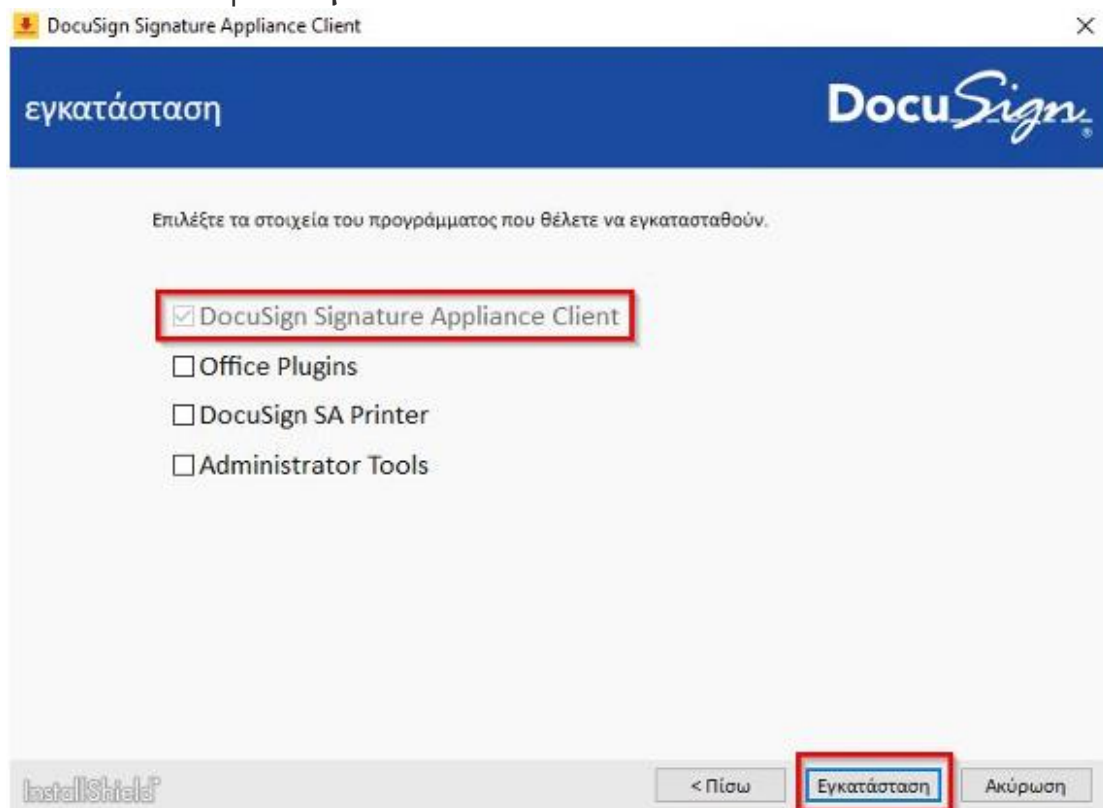 DocuSign Signature Appliance Client
εγκατάσταση
DocuSign®
Επιλέξτε τα στοιχεία του προγράμματος που θέλετε να εγκατασταθούν.
DocuSign Signature Appliance Client
Office Plugins
DocuSign SA Printer
Administrator Tools
InstallShield
< Πίσω Εγκατάσταση Ακύρωση